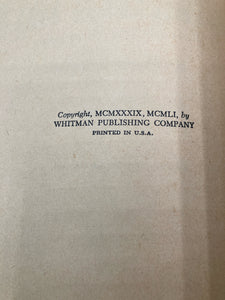 Copyright, MCMXXXIX, MCMLI, by
WHITMAN PUBLISHING COMPANY
PRINTED IN U.S.A.